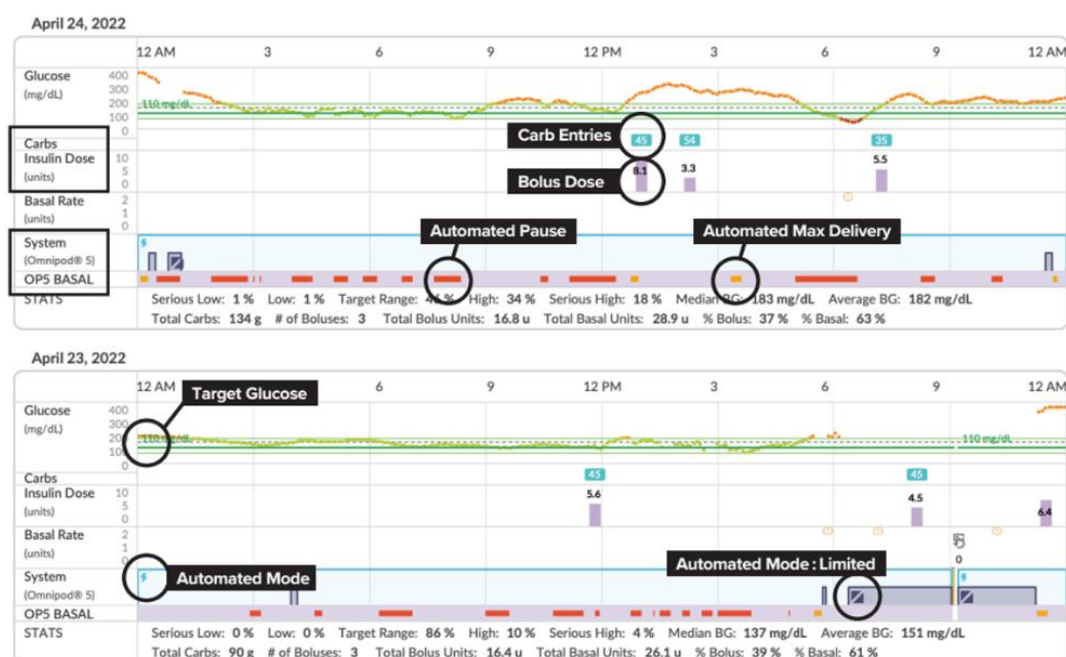 April 24, 2022
12 AM 3 6 9 12 PM 3 6 9 12 AM
Glucose
(mg/dL)
400
300
200
110 mg/dL
100
0
Carbs
Carb Entries
45 54 35
Insulin Dose
(units)
10
5
0
Bolus Dose
8.1 3.3 5.5
Basal Rate
(units)
2
1
0
Automated Pause
Automated Max Delivery
System
(Omnipod® 5)
OP5 BASAL
STATS Serious Low: 1 % Low: 1 % Target Range: 46 % High: 34 % Serious High: 18 % Median BG: 183 mg/dL Average BG: 182 mg/dL
Total Carbs: 134 g # of Boluses: 3 Total Bolus Units: 16.8 u Total Basal Units: 28.9 u % Bolus: 37 % % Basal: 63 %
April 23, 2022
12 AM 6 9 12 PM 3 6 9 12 AM
Target Glucose
Glucose
(mg/dL)
400
300
200
110 mg/dL 110 mg/dL
100
0
Carbs
45 45
Insulin Dose
(units)
10
5
0
5.6 4.5 6.4
Basal Rate
(units)
2
1
0
0
Automated Mode : Limited
System
(Omnipod® 5)
Automated Mode
OP5 BASAL
STATS Serious Low: 0 % Low: 0 % Target Range: 86 % High: 10 % Serious High: 4 % Median BG: 137 mg/dL Average BG: 151 mg/dL
Total Carbs: 90 g # of Boluses: 3 Total Bolus Units: 16.4 u Total Basal Units: 26.1 u % Bolus: 39 % % Basal: 61 %